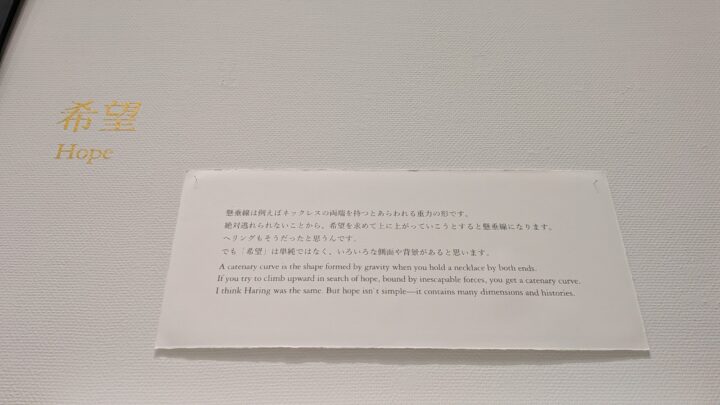 希望
Hope
懸垂線は例えばネックレスの両端を持つとあらわれる重力の形です。
絶対逃れられないことから、希望を求めて上に上がっていこうとすると懸垂線になります。
ヘリングもそうだったと思うんです。
でも「希望」は単純ではなく、いろいろな側面や背景があると思います。
A catenary curve is the shape formed by gravity when you hold a necklace by both ends.
If you try to climb upward in search of hope, bound by inescapable forces, you get a catenary curve.
I think Haring was the same. But hope isn't simple—it contains many dimensions and histories.